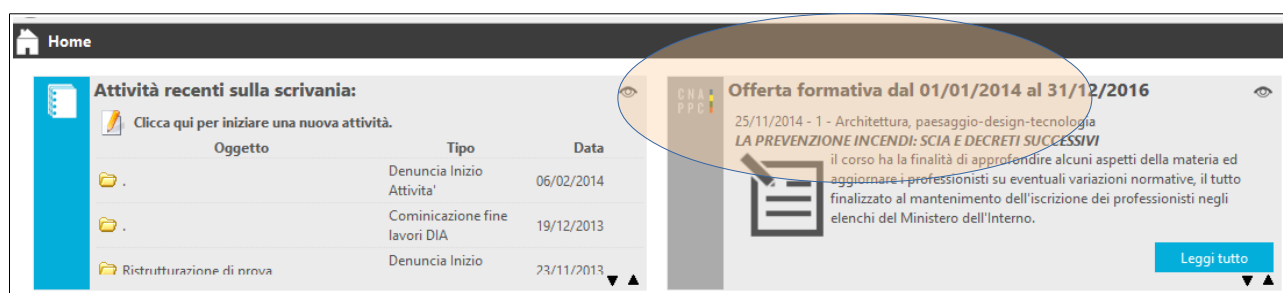 Home
Attività recenti sulla scrivania:
Clicca qui per iniziare una nuova attività.
Oggetto Tipo Data
. Denuncia Inizio
Attivita' 06/02/2014
. Cominicazione fine
lavori DIA 19/12/2013
Ristrutturazione di prova Denuncia Inizio 23/11/2013
CNA
PPC
Offerta formativa dal 01/01/2014 al 31/12/2016
25/11/2014 - 1 - Architettura, paesaggio-design-tecnologia
LA PREVENZIONE INCENDI: SCIA E DECRETI SUCCESSIVI
il corso ha la finalità di approfondire alcuni aspetti della materia ed
aggiornare i professionisti su eventuali variazioni normative, il tutto
finalizzato al mantenimento dell'iscrizione dei professionisti negli
elenchi del Ministero dell'Interno.
Leggi tutto